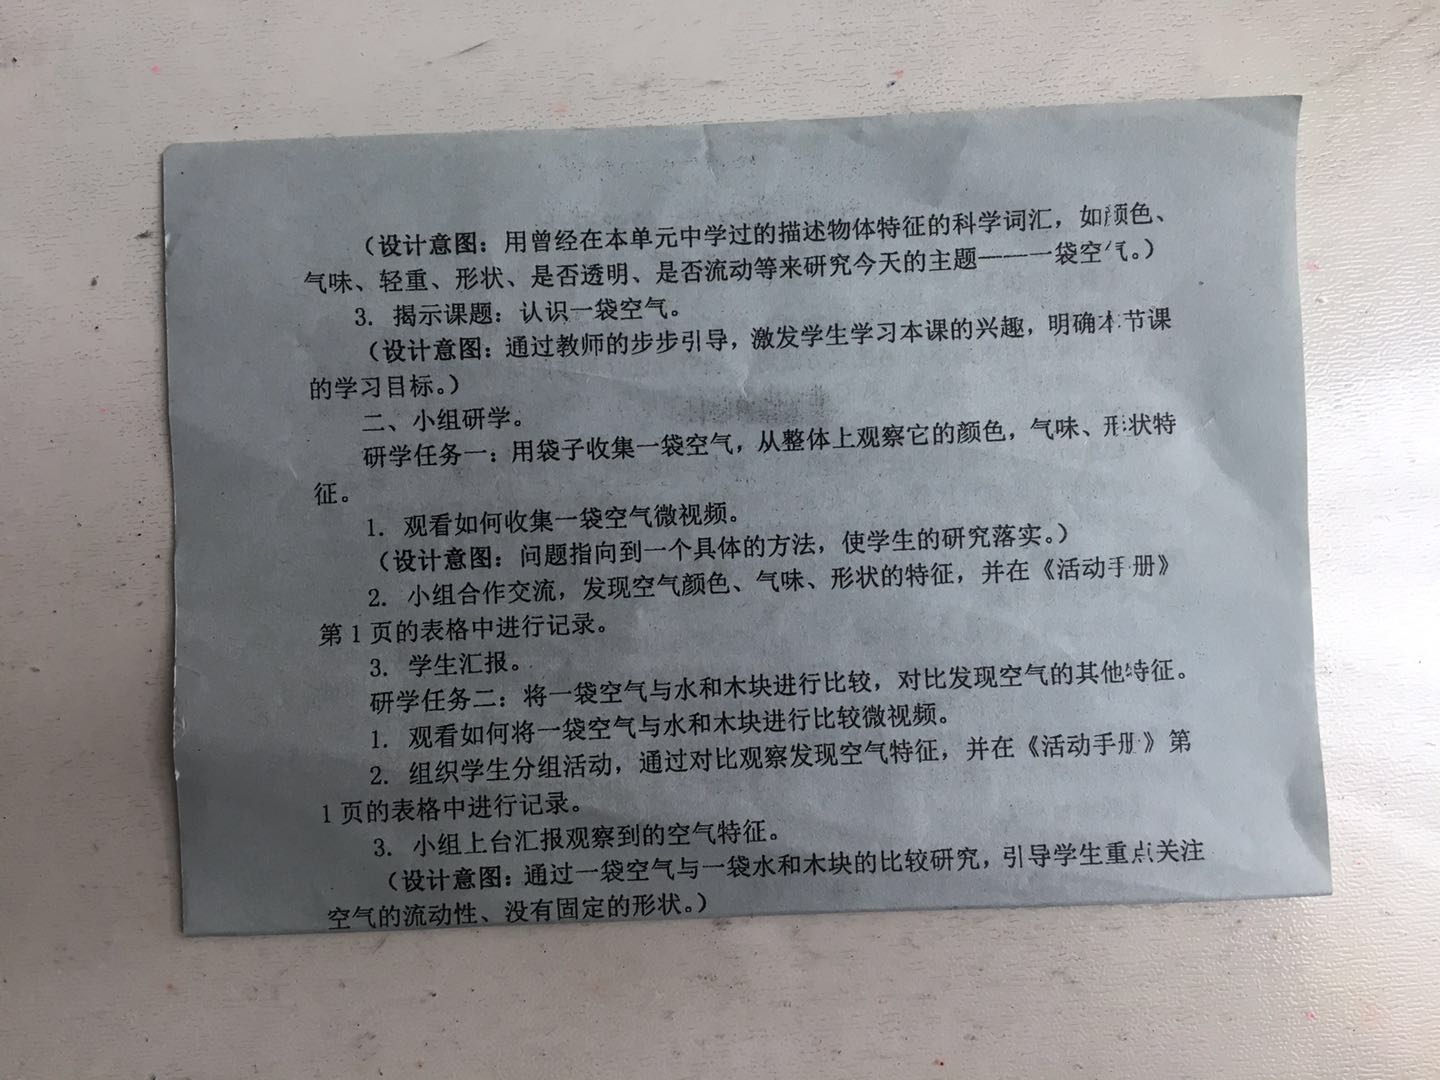 （设计意图：用曾经在本单元中学过的描述物体特征的科学词汇，如颜色、
气味、轻重、形状、是否透明、是否流动等来研究今天的主题——一袋空气。）
3. 揭示课题：认识一袋空气。
（设计意图：通过教师的步步引导，激发学生学习本课的兴趣，明确本节课
的学习目标。）
二、小组研学。
研学任务一：用袋子收集一袋空气，从整体上观察它的颜色，气味、形状特
征。
1. 观看如何收集一袋空气微视频。
（设计意图：问题指向到一个具体的方法，使学生的研究落实。）
2. 小组合作交流，发现空气颜色、气味、形状的特征，并在《活动手册》
第1页的表格中进行记录。
3. 学生汇报。
研学任务二：将一袋空气与水和木块进行比较，对比发现空气的其他特征。
1. 观看如何将一袋空气与水和木块进行比较微视频。
2. 组织学生分组活动，通过对比观察发现空气特征，并在《活动手册》第
1页的表格中进行记录。
3. 小组上台汇报观察到的空气特征。
（设计意图：通过一袋空气与一袋水和木块的比较研究，引导学生重点关注
空气的流动性、没有固定的形状。）